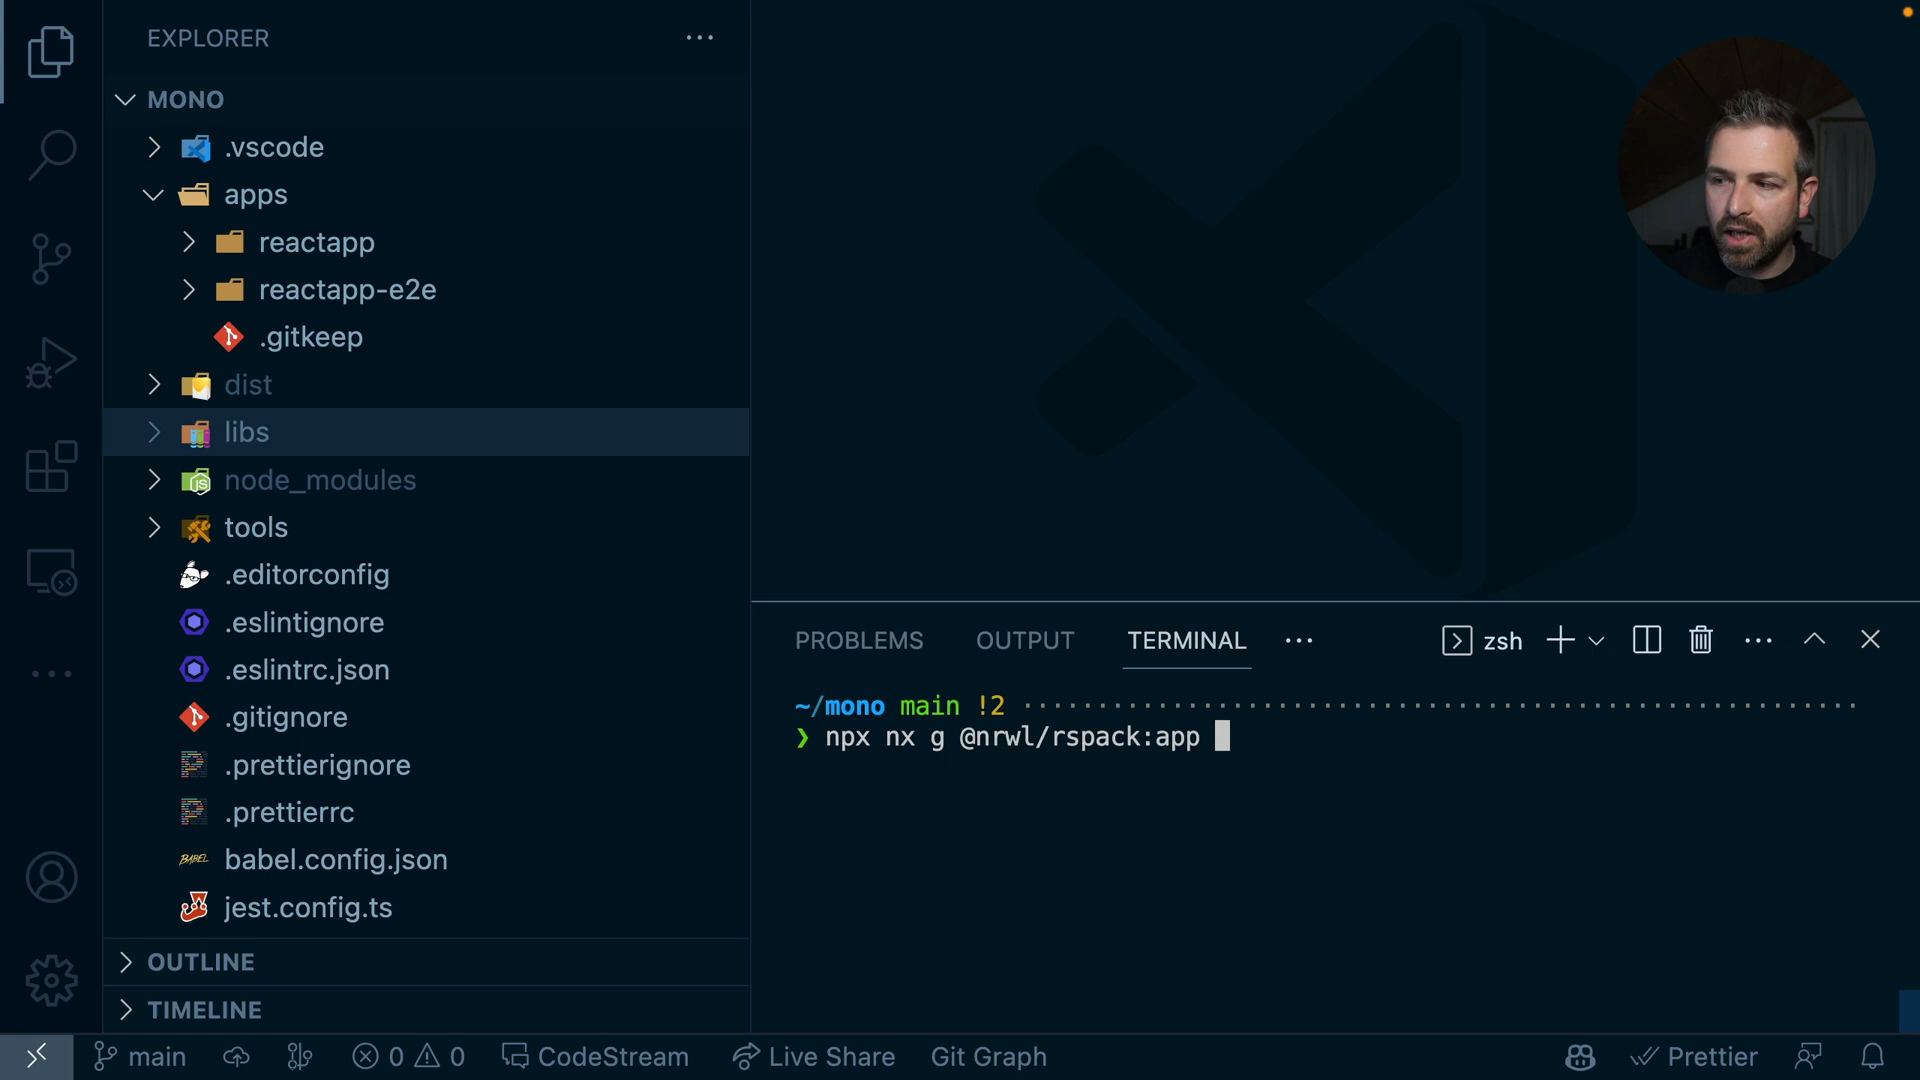 EXPLORER
MONO
.vscode
apps
reactapp
reactapp-e2e
.gitkeep
dist
libs
node_modules
tools
.editorconfig
.eslintignore
.eslintrc.json
.gitignore
.prettierignore
.prettierrc
babel.config.json
jest.config.ts
OUTLINE
TIMELINE
PROBLEMS OUTPUT TERMINAL
zsh
~/mono main !2
❯ npx nx g @nrwl/rspack:app
main 0 0 CodeStream Live Share Git Graph Prettier